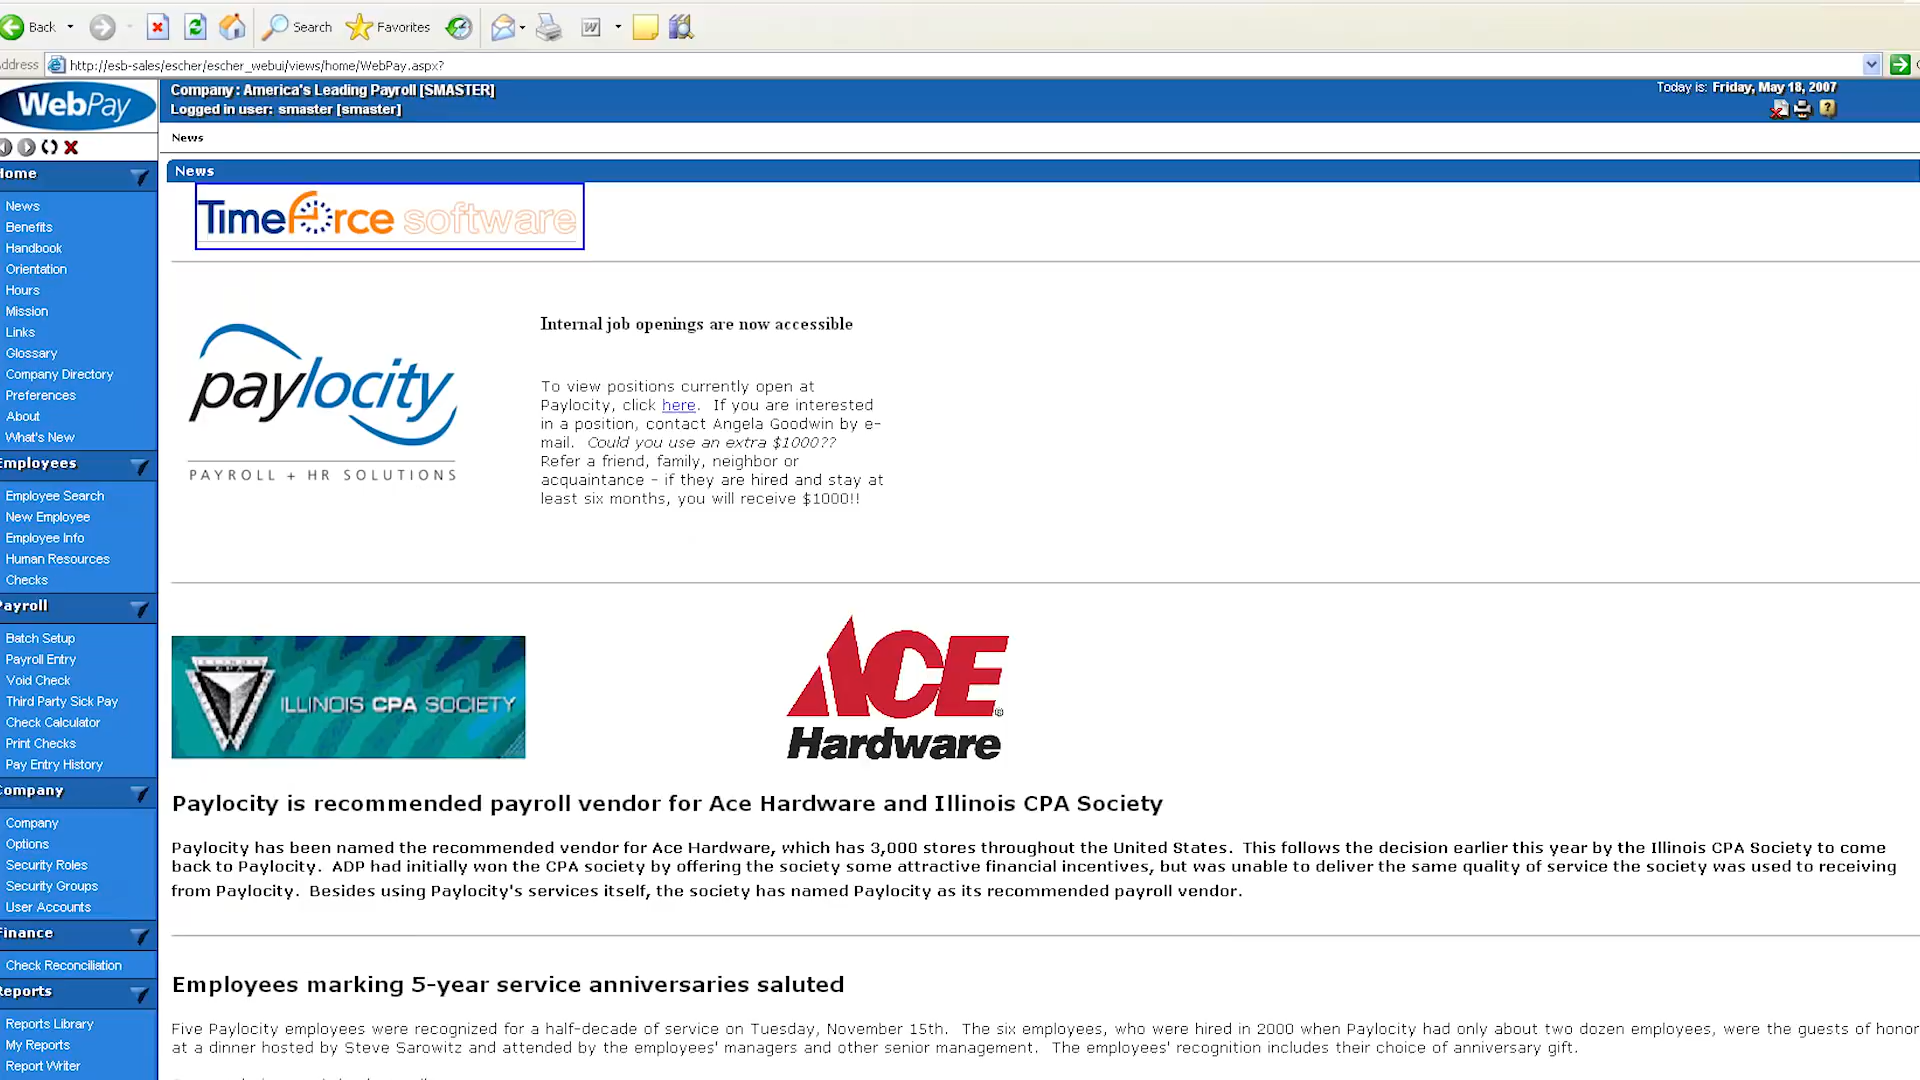 Back Search Favorites
ddress http://esb-sales/escher/escher_webui/views/home/WebPay.aspx?
WebPay
Company : America's Leading Payroll [SMASTER]
Logged in user: smaster [smaster]
Today is: Friday, May 18, 2007
News
Home
News
Benefits
Handbook
Orientation
Hours
Mission
Links
Glossary
Company Directory
Preferences
About
What's New
Employees
Employee Search
New Employee
Employee Info
Human Resources
Checks
Payroll
Batch Setup
Payroll Entry
Void Check
Third Party Sick Pay
Check Calculator
Print Checks
Pay Entry History
Company
Company
Options
Security Roles
Security Groups
User Accounts
Finance
Check Reconciliation
Reports
Reports Library
My Reports
Report Writer
News
TimeForce software
paylocity
PAYROLL + HR SOLUTIONS
Internal job openings are now accessible
To view positions currently open at
Paylocity, click here. If you are interested
in a position, contact Angela Goodwin by e-
mail. Could you use an extra $1000??
Refer a friend, family, neighbor or
acquaintance - if they are hired and stay at
least six months, you will receive $1000!!
ILLINOIS CPA SOCIETY
ACE
Hardware
Paylocity is recommended payroll vendor for Ace Hardware and Illinois CPA Society
Paylocity has been named the recommended vendor for Ace Hardware, which has 3,000 stores throughout the United States. This follows the decision earlier this year by the Illinois CPA Society to come
back to Paylocity. ADP had initially won the CPA society by offering the society some attractive financial incentives, but was unable to deliver the same quality of service the society was used to receiving
from Paylocity. Besides using Paylocity's services itself, the society has named Paylocity as its recommended payroll vendor.
Employees marking 5-year service anniversaries saluted
Five Paylocity employees were recognized for a half-decade of service on Tuesday, November 15th. The six employees, who were hired in 2000 when Paylocity had only about two dozen employees, were the guests of honor
at a dinner hosted by Steve Sarowitz and attended by the employees' managers and other senior management. The employees' recognition includes their choice of anniversary gift.